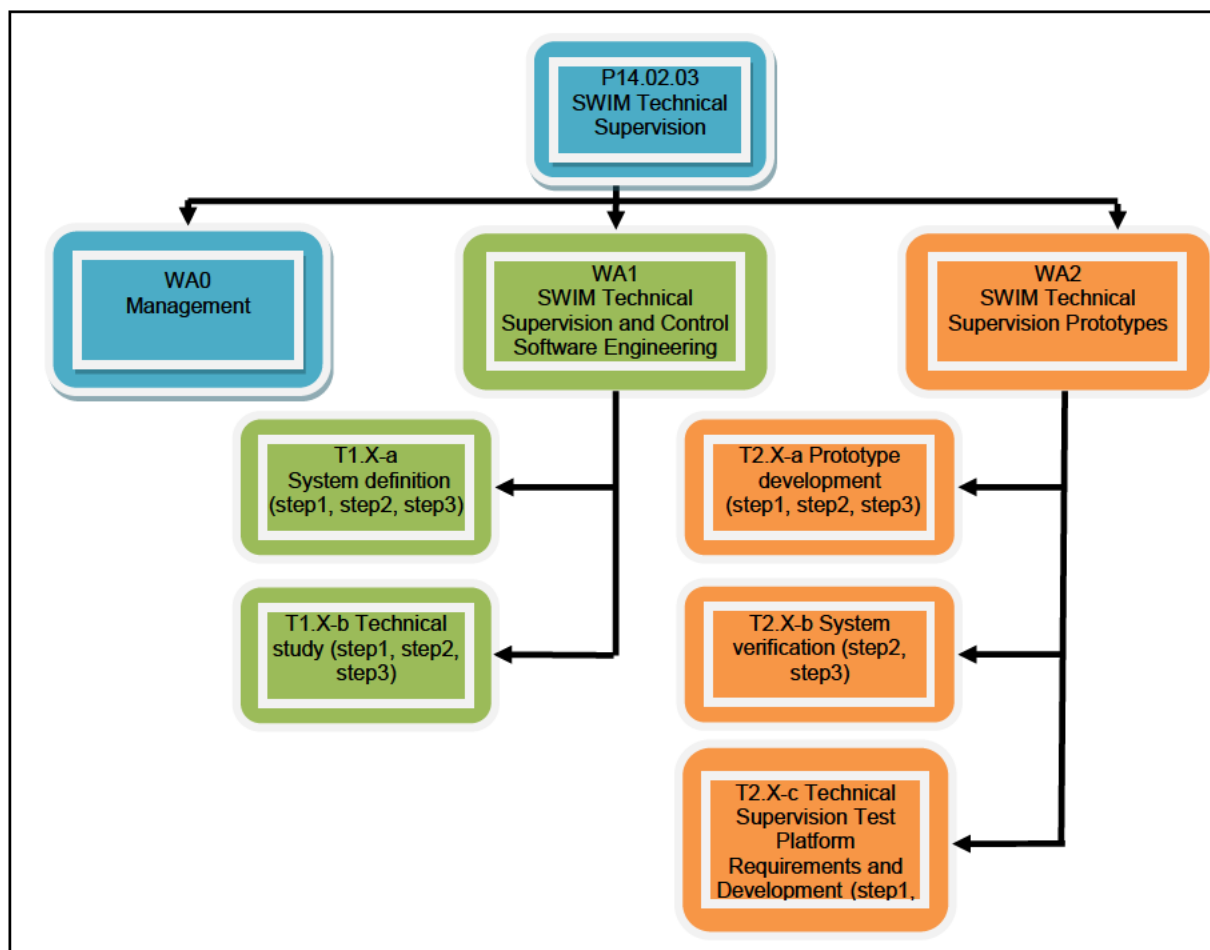 P14.02.03
SWIM Technical
Supervision
WA0
Management
WA1
SWIM Technical
Supervision and Control
Software Engineering
WA2
SWIM Technical
Supervision Prototypes
T1.X-a
System definition
(step1, step2, step3)
T1.X-b Technical
study (step1, step2,
step3)
T2.X-a Prototype
development
(step1, step2, step3)
T2.X-b System
verification (step2,
step3)
T2.X-c Technical
Supervision Test
Platform
Requirements and
Development (step1,